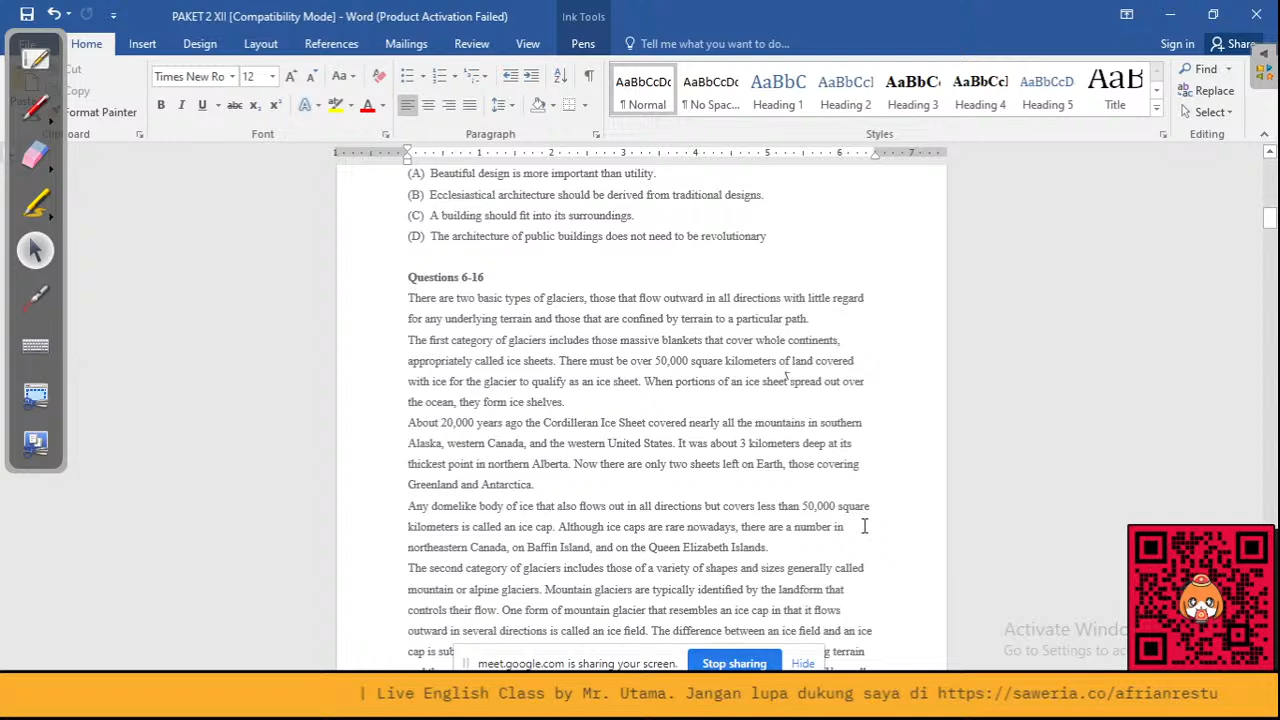 PAKET 2 XII [Compatibility Mode] - Word (Product Activation Failed)
Ink Tools
File
Home
Insert
Design
Layout
References
Mailings
Review
View
Pens
Tell me what you want to do...
Sign in
Share
Cut
Copy
Format Painter
Times New Ro
12
Font
Paragraph
AaBbCcDc
¶ Normal
AaBbCcDc
¶ No Spac...
AaBbC
Heading 1
AaBbCcDc
Heading 2
AaBbC
Heading 3
AaBbCc
Heading 4
AaBbCcD
Heading 5
AaB
Title
Styles
Find
Replace
Select
Editing
1 1 2 3 4 5 6 7
(A) Beautiful design is more important than utility.
(B) Ecclesiastical architecture should be derived from traditional designs.
(C) A building should fit into its surroundings.
(D) The architecture of public buildings does not need to be revolutionary
Questions 6-16
There are two basic types of glaciers, those that flow outward in all directions with little regard
for any underlying terrain and those that are confined by terrain to a particular path.
The first category of glaciers includes those massive blankets that cover whole continents,
appropriately called ice sheets. There must be over 50,000 square kilometers of land covered
with ice for the glacier to qualify as an ice sheet. When portions of an ice sheet spread out over
the ocean, they form ice shelves.
About 20,000 years ago the Cordilleran Ice Sheet covered nearly all the mountains in southern
Alaska, western Canada, and the western United States. It was about 3 kilometers deep at its
thickest point in northern Alberta. Now there are only two sheets left on Earth, those covering
Greenland and Antarctica.
Any domelike body of ice that also flows out in all directions but covers less than 50,000 square
kilometers is called an ice cap. Although ice caps are rare nowadays, there are a number in
northeastern Canada, on Baffin Island, and on the Queen Elizabeth Islands.
The second category of glaciers includes those of a variety of shapes and sizes generally called
mountain or alpine glaciers. Mountain glaciers are typically identified by the landform that
controls their flow. One form of mountain glacier that resembles an ice cap in that it flows
outward in several directions is called an ice field. The difference between an ice field and an ice
cap is
terrain
meet.google.com is sharing your screen.
Stop sharing
Hide
Go to Settings to
| Live English Class by Mr. Utama. Jangan lupa dukung saya di https://saweria.co/afrianrestu